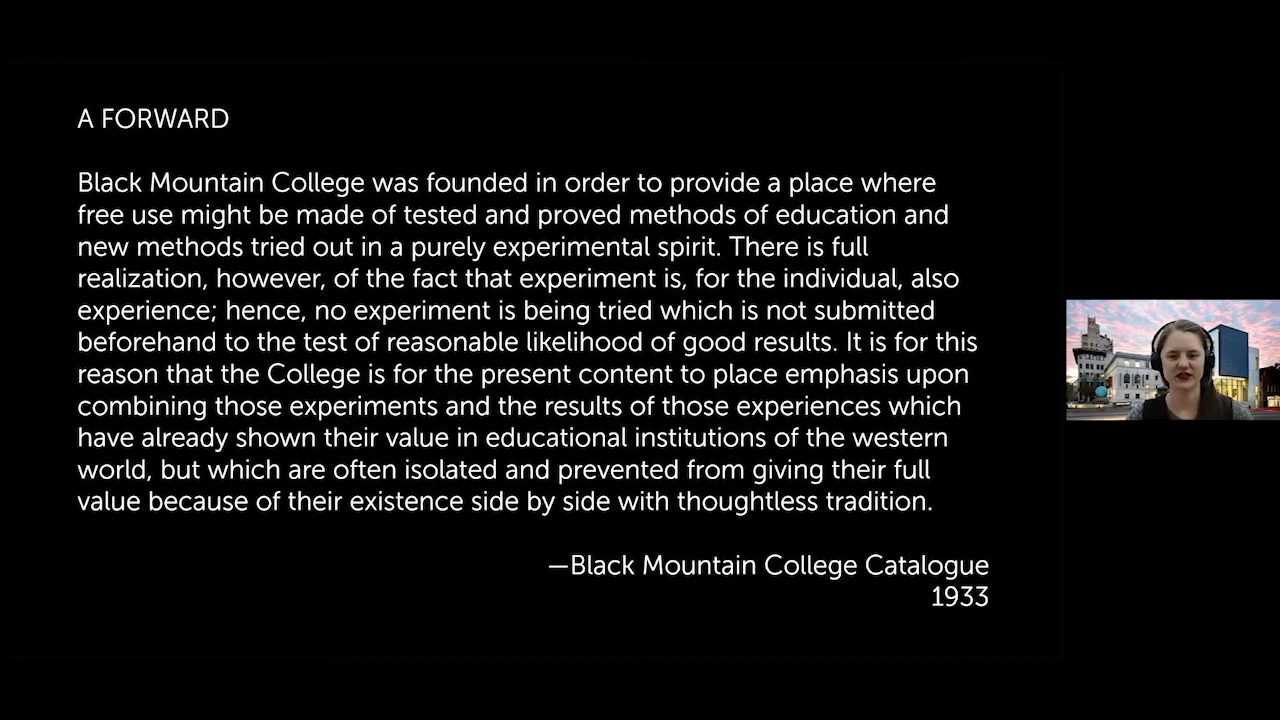 A FORWARD
Black Mountain College was founded in order to provide a place where
free use might be made of tested and proved methods of education and
new methods tried out in a purely experimental spirit. There is full
realization, however, of the fact that experiment is, for the individual, also
experience; hence, no experiment is being tried which is not submitted
beforehand to the test of reasonable likelihood of good results. It is for this
reason that the College is for the present content to place emphasis upon
combining those experiments and the results of those experiences which
have already shown their value in educational institutions of the western
world, but which are often isolated and prevented from giving their full
value because of their existence side by side with thoughtless tradition.
—Black Mountain College Catalogue
1933